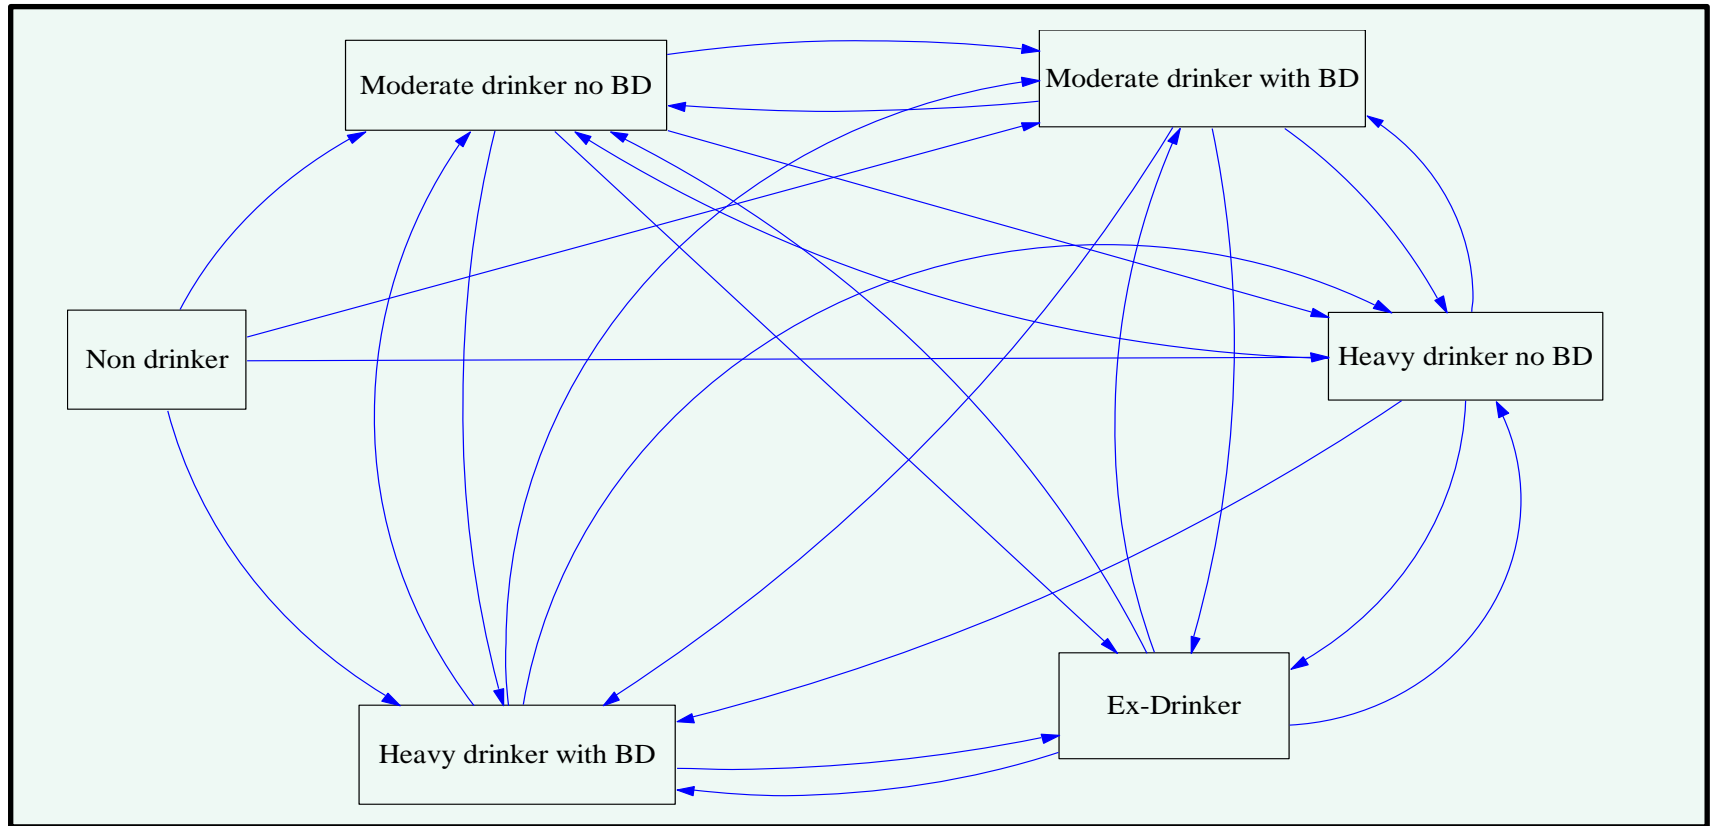 Moderate drinker no BD
Moderate drinker with BD
Non drinker
Heavy drinker no BD
Ex-Drinker
Heavy drinker with BD